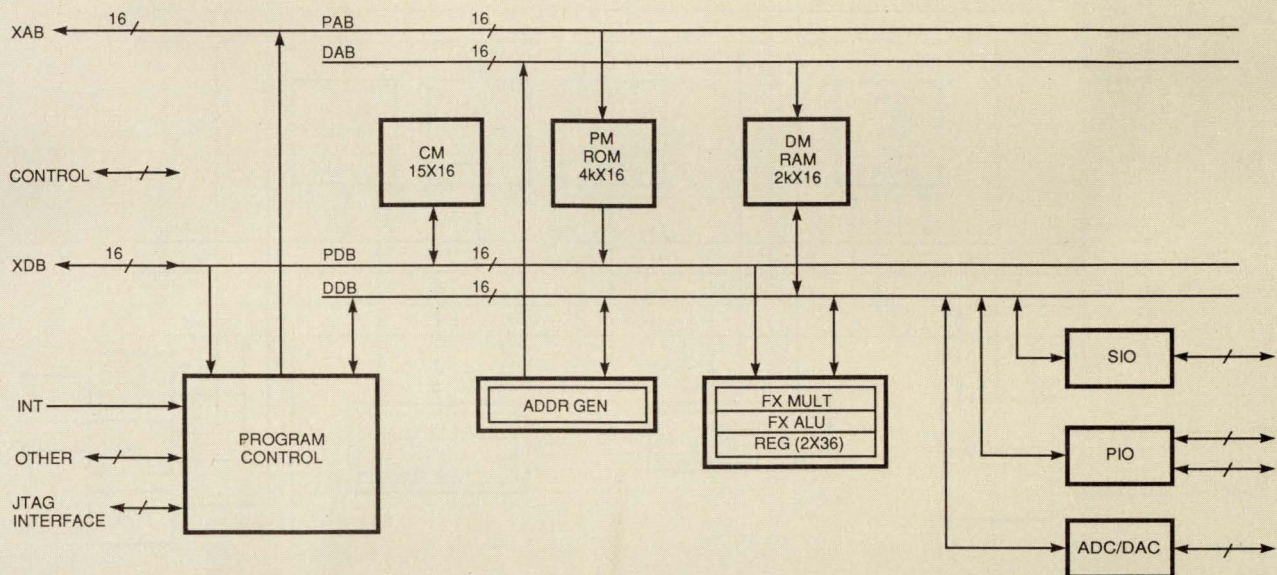 XAB 16 PAB 16
DAB 16
CM
15X16
PM
ROM
4kX16
DM
RAM
2kX16
CONTROL
XDB 16 PDB 16
DDB 16
INT
OTHER
JTAG
INTERFACE
PROGRAM
CONTROL
ADDR GEN
FX MULT
FX ALU
REG (2X36)
SIO
PIO
ADC/DAC